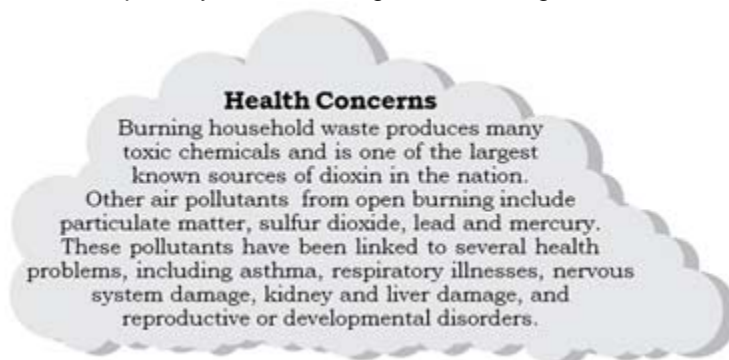 Health Concerns
Burning household waste produces many
toxic chemicals and is one of the largest
known sources of dioxin in the nation.
Other air pollutants from open burning include
particulate matter, sulfur dioxide, lead and mercury.
These pollutants have been linked to several health
problems, including asthma, respiratory illnesses, nervous
system damage, kidney and liver damage, and
reproductive or developmental disorders.